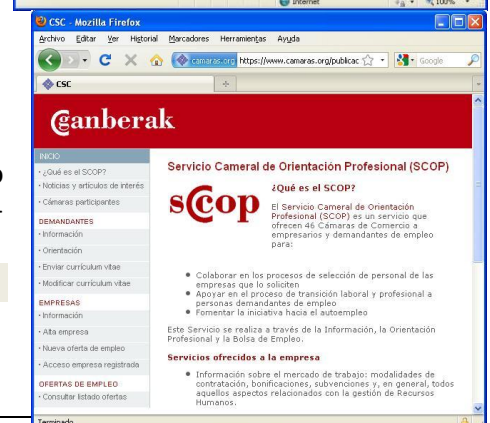 Internet
100%
CSC - Mozilla Firefox
Archivo Editar Ver Historial Marcadores Herramientas Ayuda
camaras.org https://www.camaras.org/publicac
Google
CSC
Ganberak
INICIO
· ¿Qué es el SCOP?
· Noticias y artículos de interés
· Cámaras participantes
DEMANDANTES
· Información
· Orientación
· Enviar currículum vitae
· Modificar currículum vitae
EMPRESAS
· Información
· Alta empresa
· Nueva oferta de empleo
· Acceso empresa registrada
OFERTAS DE EMPLEO
· Consultar listado ofertas
Servicio Cameral de Orientación Profesional (SCOP)
scop
¿Qué es el SCOP?
El Servicio Cameral de Orientación
Profesional (SCOP) es un servicio que
ofrecen 46 Cámaras de Comercio a
empresarios y demandantes de empleo
para:
● Colaborar en los procesos de selección de personal de las
empresas que lo soliciten
● Apoyar en el proceso de transición laboral y profesional a
personas demandantes de empleo
● Fomentar la iniciativa hacia el autoempleo
Este Servicio se realiza a través de la Información, la Orientación
Profesional y la Bolsa de Empleo.
Servicios ofrecidos a la empresa
● Información sobre el mercado de trabajo: modalidades de
contratación, bonificaciones, subvenciones y, en general, todos
aquellos aspectos relacionados con la gestión de Recursos
Humanos.
Terminado